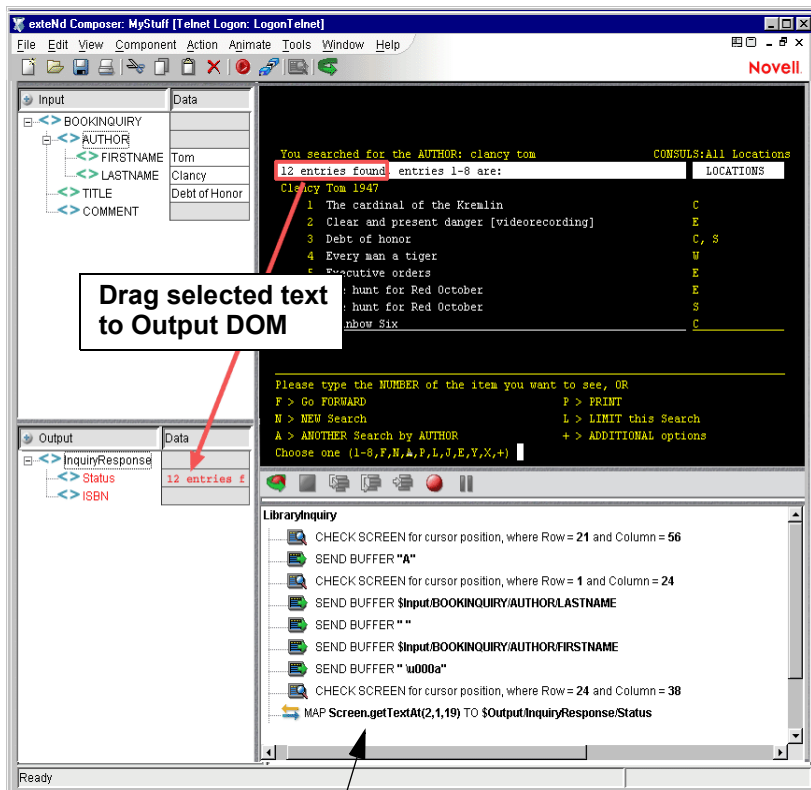 exteNd Composer: MyStuff [Telnet Logon: LogonTelnet]
File Edit View Component Action Animate Tools Window Help
Novell.
Input Data
BOOKINQUIRY
AUTHOR
FIRSTNAME Tom
LASTNAME Clancy
TITLE Debt of Honor
COMMENT
You searched for the AUTHOR: clancy tom CONSULS:All Locations
12 entries found, entries 1-8 are: LOCATIONS
Clancy Tom 1947
1 The cardinal of the Kremlin C
2 Clear and present danger [videorecording] E
3 Debt of honor C, S
4 Every man a tiger W
5 Executive orders E
hunt for Red October E
hunt for Red October S
nbow Six C
Drag selected text
to Output DOM
Please type the NUMBER of the item you want to see, OR
F > Go FORWARD P > PRINT
N > NEW Search L > LIMIT this Search
A > ANOTHER Search by AUTHOR + > ADDITIONAL options
Choose one (1-8,F,N,A,P,L,J,E,Y,X,+)
Output Data
InquiryResponse
Status 12 entries f
ISBN
LibraryInquiry
CHECK SCREEN for cursor position, where Row = 21 and Column = 56
SEND BUFFER "A"
CHECK SCREEN for cursor position, where Row = 1 and Column = 24
SEND BUFFER $Input/BOOKINQUIRY/AUTHOR/LASTNAME
SEND BUFFER " "
SEND BUFFER $Input/BOOKINQUIRY/AUTHOR/FIRSTNAME
SEND BUFFER " \u000a"
CHECK SCREEN for cursor position, where Row = 24 and Column = 38
MAP Screen.getTextAt(2,1,19) TO $Output/InquiryResponse/Status
Ready